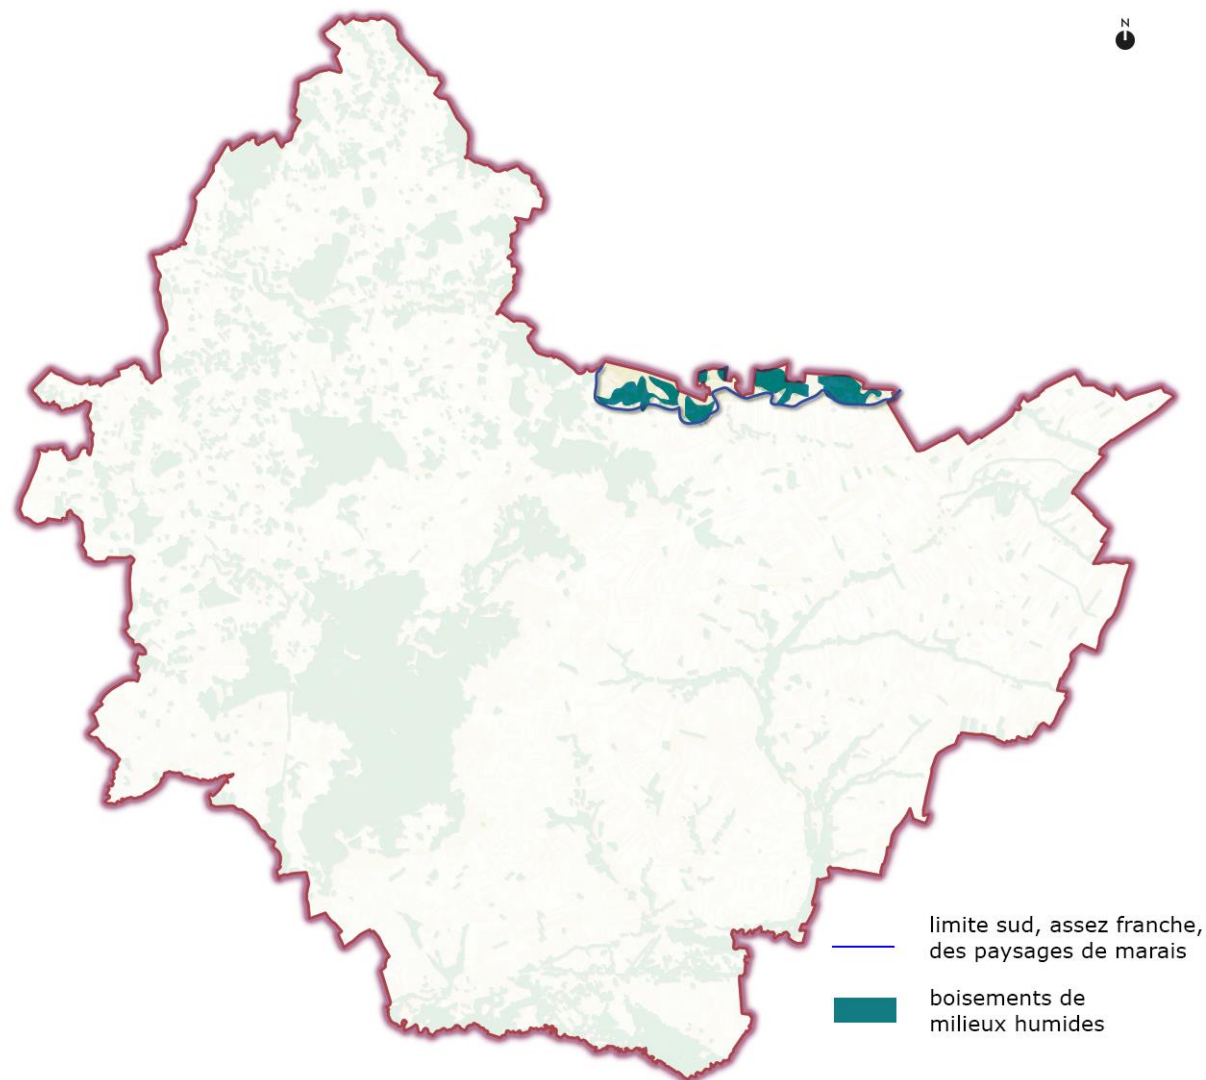 N
limite sud, assez franche,
des paysages de marais
boisements de
milieux humides